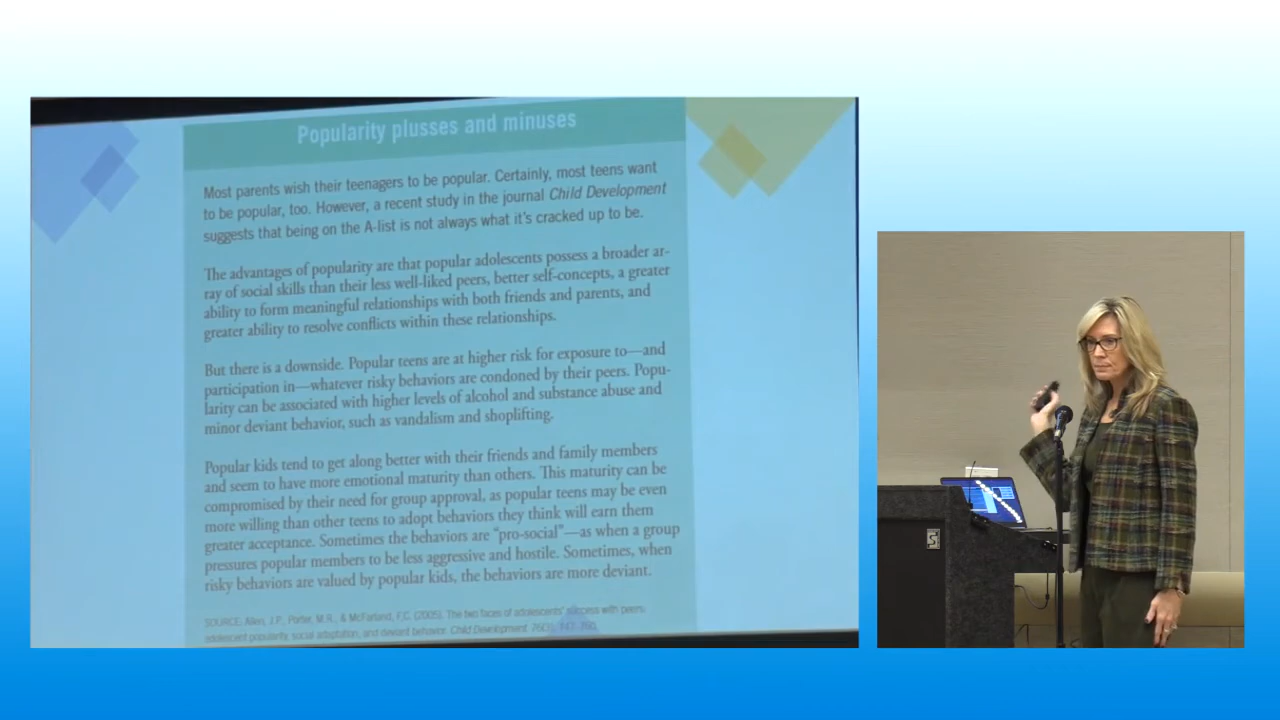 Popularity plusses and minuses
Most parents wish their teenagers to be popular. Certainly, most teens want
to be popular, too. However, a recent study in the journal Child Development
suggests that being on the A-list is not always what it's cracked up to be.
The advantages of popularity are that popular adolescents possess a broader ar-
ray of social skills than their less well-liked peers, better self-concepts, a greater
ability to form meaningful relationships with both friends and parents, and
greater ability to resolve conflicts within these relationships.
But there is a downside. Popular teens are at higher risk for exposure to—and
participation in—whatever risky behaviors are condoned by their peers. Popu-
larity can be associated with higher levels of alcohol and substance abuse and
minor deviant behavior, such as vandalism and shoplifting.
Popular kids tend to get along better with their friends and family members
and seem to have more emotional maturity than others. This maturity can be
compromised by their need for group approval, as popular teens may be even
more willing than other teens to adopt behaviors they think will earn them
greater acceptance. Sometimes the behaviors are "pro-social"—as when a group
pressures popular members to be less aggressive and hostile. Sometimes, when
risky behaviors are valued by popular kids, the behaviors are more deviant.
SOURCE: Allen, J.P., Porter, M.R., & McFarland, F.C. (2005). The two faces of adolescents' success with peers:
adolescent popularity, social adaptation, and deviant behavior. Child Development,